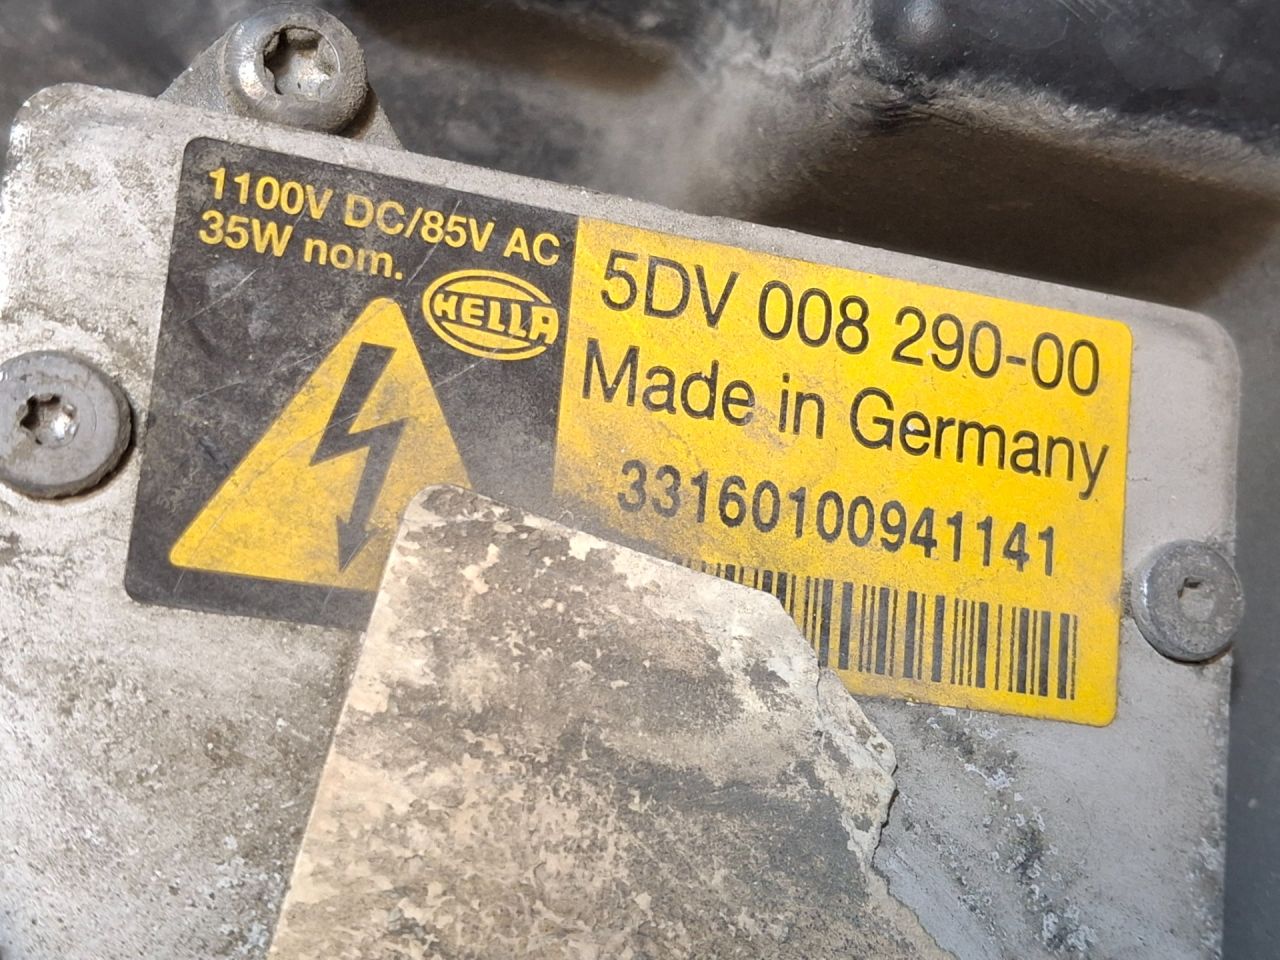 1100V DC/85V AC
35W nom.
HELLA
5DV 008 290-00
Made in Germany
33160100941141